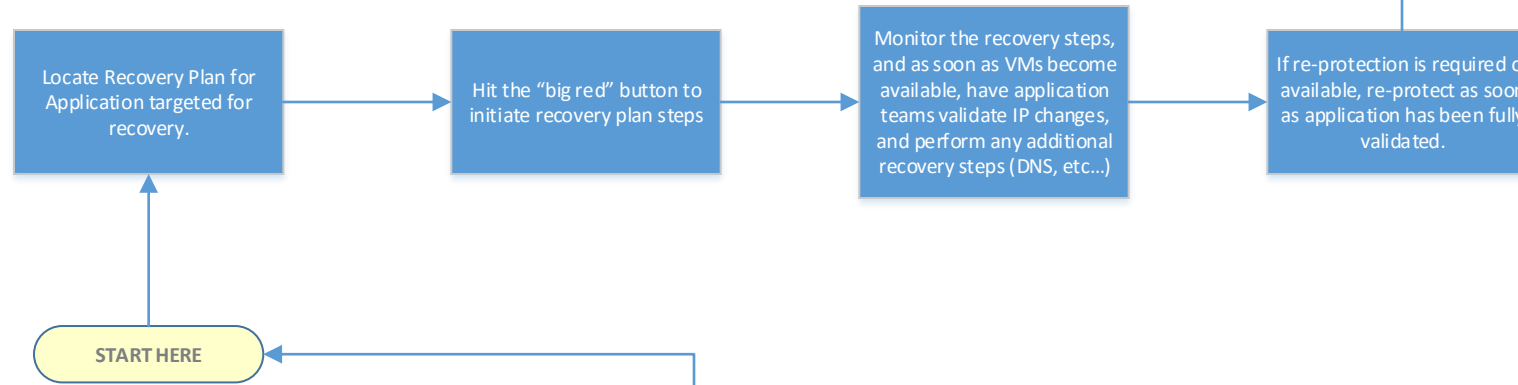 Locate Recovery Plan for
Application targeted for
recovery.
Hit the “big red” button to
initiate recovery plan steps
Monitor the recovery steps,
and as soon as VMs become
available, have application
teams validate IP changes,
and perform any additional
recovery steps (DNS, etc...)
If re-protection is required
available, re-protect as soon
as application has been fully
validated.
START HERE